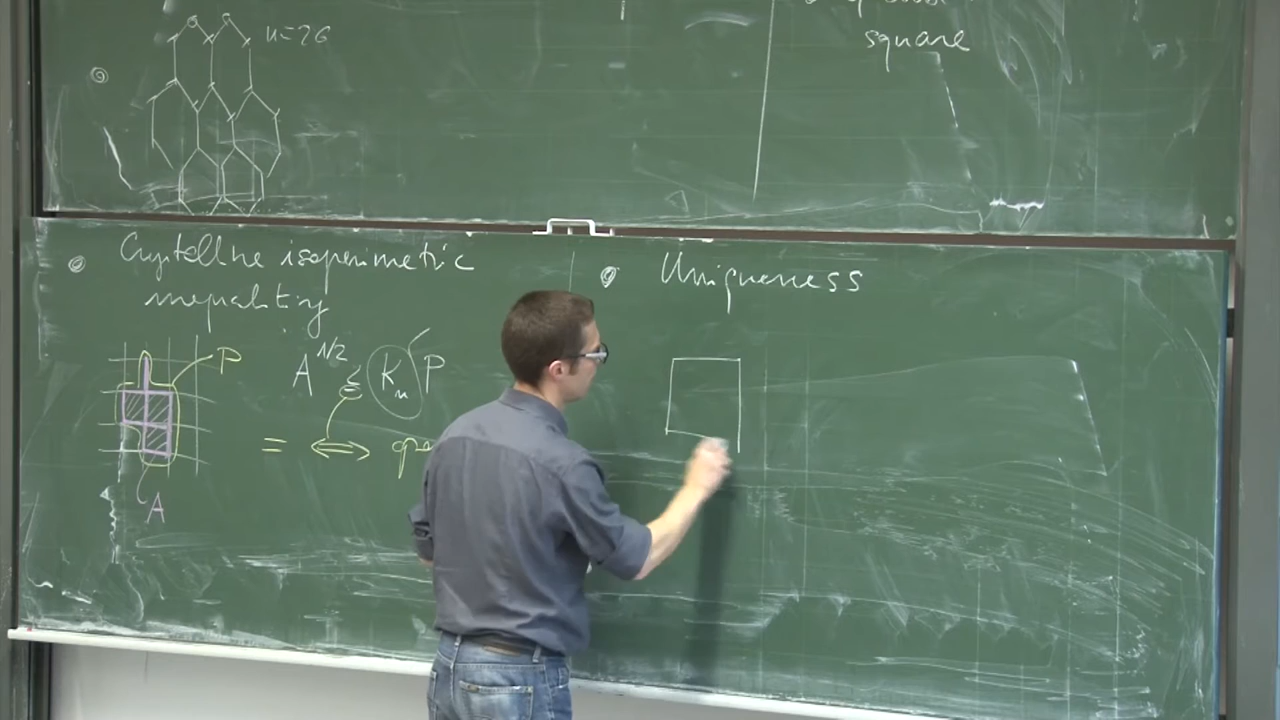 n=26
square
Crystalline isoperimetric
inequality
P
A^{1/2} ≤ K_n P
= ⇔
A
Uniqueness